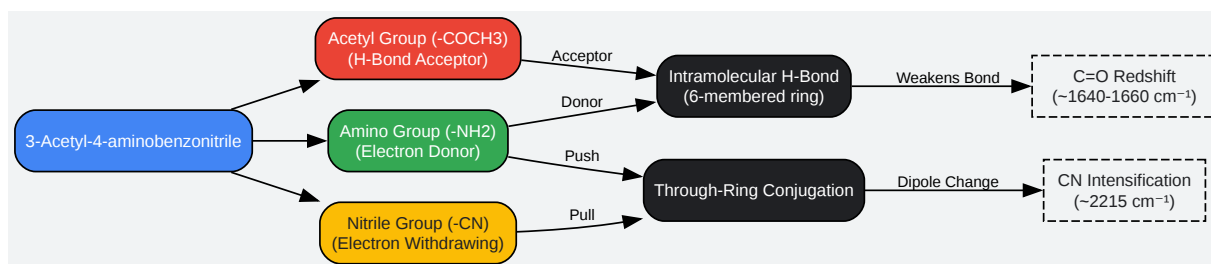 Acetyl Group (-COCH3)
(H-Bond Acceptor)
Acceptor
Intramolecular H-Bond
(6-membered ring)
Weakens Bond
C=O Redshift
(~1640-1660 cm⁻¹)
3-Acetyl-4-aminobenzonitrile
Amino Group (-NH2)
(Electron Donor)
Donor
Push
Through-Ring Conjugation
Dipole Change
CN Intensification
(~2215 cm⁻¹)
Nitrile Group (-CN)
(Electron Withdrawing)
Pull